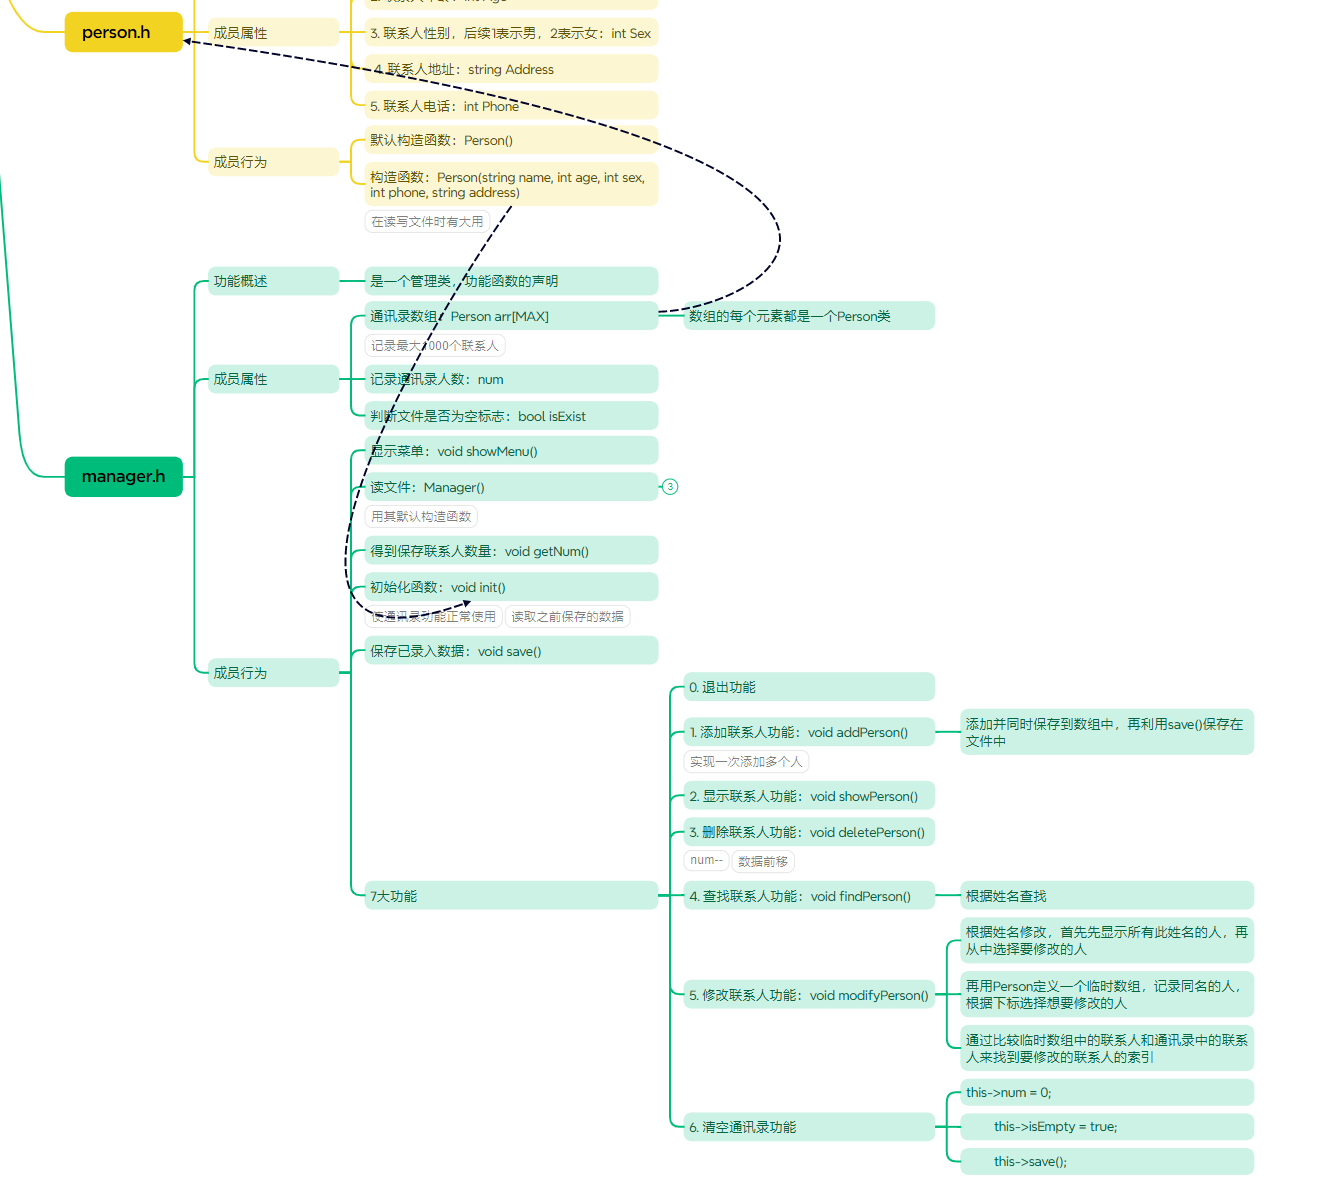 person.h
成员属性
3. 联系人性别，后续1表示男，2表示女：int Sex
4. 联系人地址：string Address
5. 联系人电话：int Phone
成员行为
默认构造函数：Person()
构造函数：Person(string name, int age, int sex,
int phone, string address)
在读写文件时有大用
manager.h
功能概述
是一个管理类，功能函数的声明
成员属性
通讯录数组：Person arr[MAX]
数组的每个元素都是一个Person类
记录最大1000个联系人
记录通讯录人数：num
判断文件是否为空标志：bool isExist
成员行为
显示菜单：void showMenu()
读文件：Manager()
3
用其默认构造函数
得到保存联系人数量：void getNum()
初始化函数：void init()
使通讯录功能正常使用
读取之前保存的数据
保存已录入数据：void save()
7大功能
0. 退出功能
1. 添加联系人功能：void addPerson()
添加并同时保存到数组中，再利用save()保存在
文件中
实现一次添加多个人
2. 显示联系人功能：void showPerson()
3. 删除联系人功能：void deletePerson()
num--
数据前移
4. 查找联系人功能：void findPerson()
根据姓名查找
5. 修改联系人功能：void modifyPerson()
根据姓名修改，首先先显示所有此姓名的人，再
从中选择要修改的人
再用Person定义一个临时数组，记录同名的人，
根据下标选择想要修改的人
通过比较临时数组中的联系人和通讯录中的联系
人来找到要修改的联系人的索引
6. 清空通讯录功能
this->num = 0;
this->isEmpty = true;
this->save();